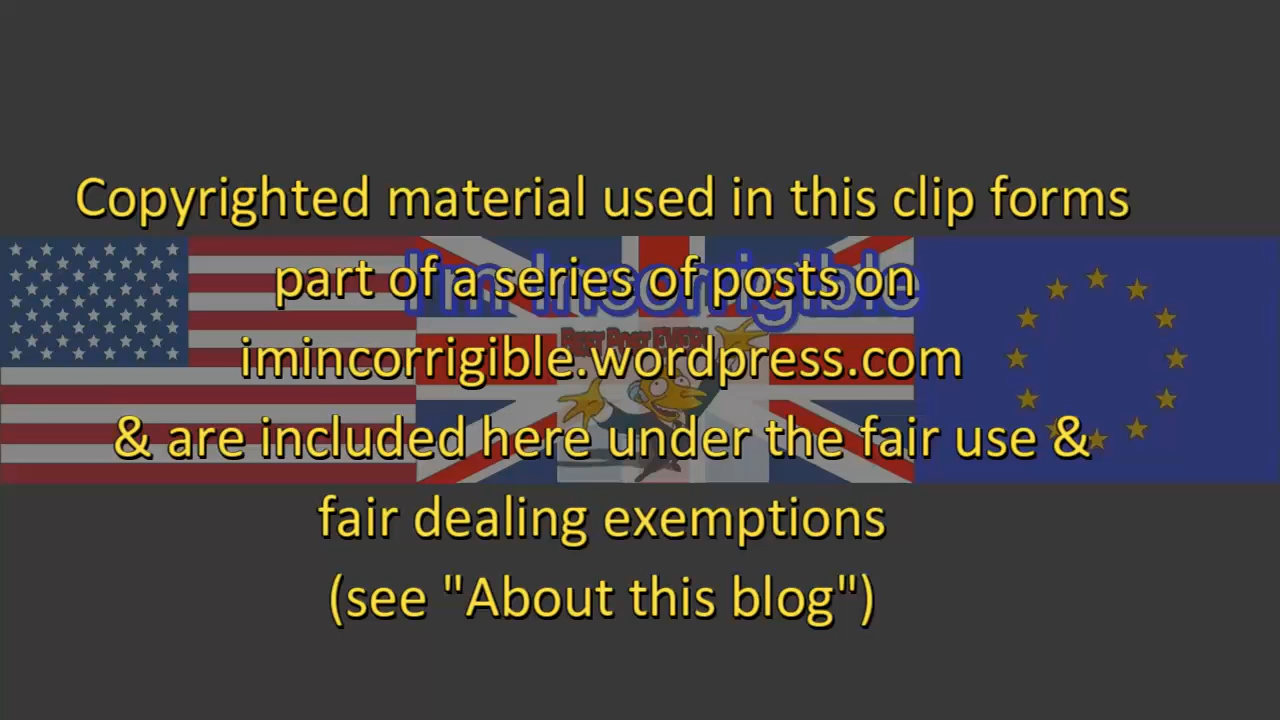 Copyrighted material used in this clip forms
I'm Incorrigible
part of a series of posts on
imincorrigible.wordpress.com
& are included here under the fair use &
fair dealing exemptions
(see "About this blog")